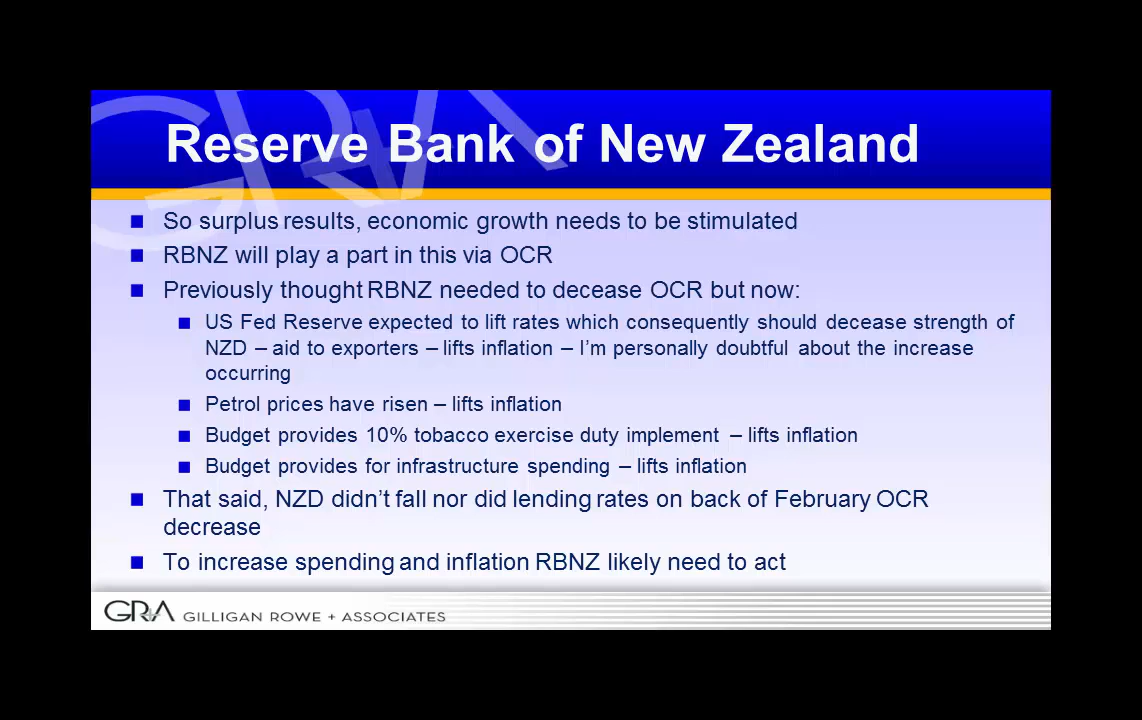 Reserve Bank of New Zealand
So surplus results, economic growth needs to be stimulated
RBNZ will play a part in this via OCR
Previously thought RBNZ needed to decease OCR but now:
US Fed Reserve expected to lift rates which consequently should decease strength of
NZD – aid to exporters – lifts inflation – I'm personally doubtful about the increase
occurring
Petrol prices have risen – lifts inflation
Budget provides 10% tobacco exercise duty implement – lifts inflation
Budget provides for infrastructure spending – lifts inflation
That said, NZD didn't fall nor did lending rates on back of February OCR
decrease
To increase spending and inflation RBNZ likely need to act
GRA GILLIGAN ROWE + ASSOCIATES